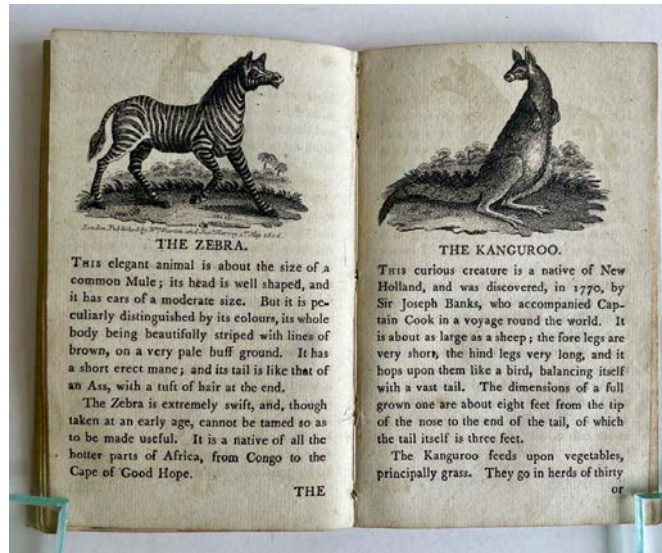 London, Published by Wm. Darton and Josh. Harvey 1st May 1806.
THE ZEBRA.
THIS elegant animal is about the size of a
common Mule; its head is well shaped, and
it has ears of a moderate size. But it is pe-
culiarly distinguished by its colours, its whole
body being beautifully striped with lines of
brown, on a very pale buff ground. It has
a short erect mane; and its tail is like that of
an Ass, with a tuft of hair at the end.
The Zebra is extremely swift, and, though
taken at an early age, cannot be tamed so as
to be made useful. It is a native of all the
hotter parts of Africa, from Congo to the
Cape of Good Hope.
THE
THE KANGUROO.
THIS curious creature is a native of New
Holland, and was discovered, in 1770, by
Sir Joseph Banks, who accompanied Cap-
tain Cook in a voyage round the world. It
is about as large as a sheep; the fore legs are
very short, the hind legs very long, and it
hops upon them like a bird, balancing itself
with a vast tail. The dimensions of a full
grown one are about eight feet from the tip
of the nose to the end of the tail, of which
the tail itself is three feet.
The Kanguroo feeds upon vegetables,
principally grass. They go in herds of thirty
or